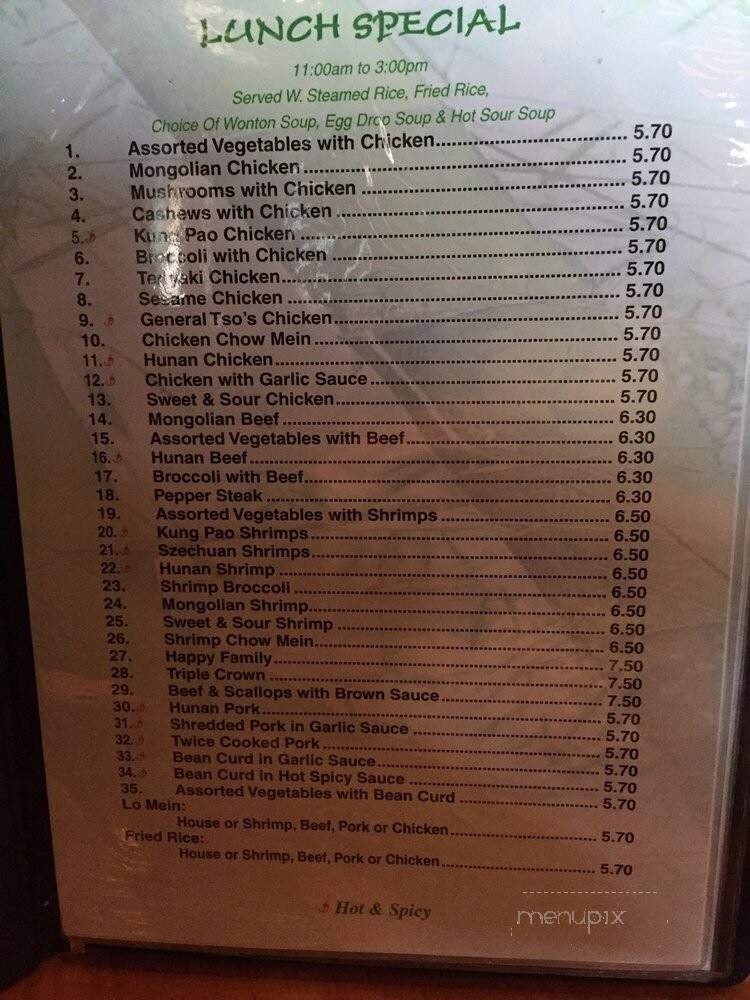 LUNCH SPECIAL
11:00am to 3:00pm
Served W. Steamed Rice, Fried Rice,
Choice Of Wonton Soup, Egg Drop Soup & Hot Sour Soup
1. Assorted Vegetables with Chicken 5.70
2. Mongolian Chicken 5.70
3. Mushrooms with Chicken 5.70
4. Cashews with Chicken 5.70
5. Kung Pao Chicken 5.70
6. Broccoli with Chicken 5.70
7. Teriyaki Chicken 5.70
8. Sesame Chicken 5.70
9. General Tso's Chicken 5.70
10. Chicken Chow Mein 5.70
11. Hunan Chicken 5.70
12. Chicken with Garlic Sauce 5.70
13. Sweet & Sour Chicken 5.70
14. Mongolian Beef 6.30
15. Assorted Vegetables with Beef 6.30
16. Hunan Beef 6.30
17. Broccoli with Beef 6.30
18. Pepper Steak 6.30
19. Assorted Vegetables with Shrimps 6.50
20. Kung Pao Shrimps 6.50
21. Szechuan Shrimps 6.50
22. Hunan Shrimp 6.50
23. Shrimp Broccoli 6.50
24. Mongolian Shrimp 6.50
25. Sweet & Sour Shrimp 6.50
26. Shrimp Chow Mein 6.50
27. Happy Family 7.50
28. Triple Crown 7.50
29. Beef & Scallops with Brown Sauce 7.50
30. Hunan Pork 5.70
31. Shredded Pork in Garlic Sauce 5.70
32. Twice Cooked Pork 5.70
33. Bean Curd in Garlic Sauce 5.70
34. Bean Curd in Hot Spicy Sauce 5.70
35. Assorted Vegetables with Bean Curd 5.70
Lo Mein:
House or Shrimp, Beef, Pork or Chicken 5.70
Fried Rice:
House or Shrimp, Beef, Pork or Chicken 5.70
Hot & Spicy
menupix